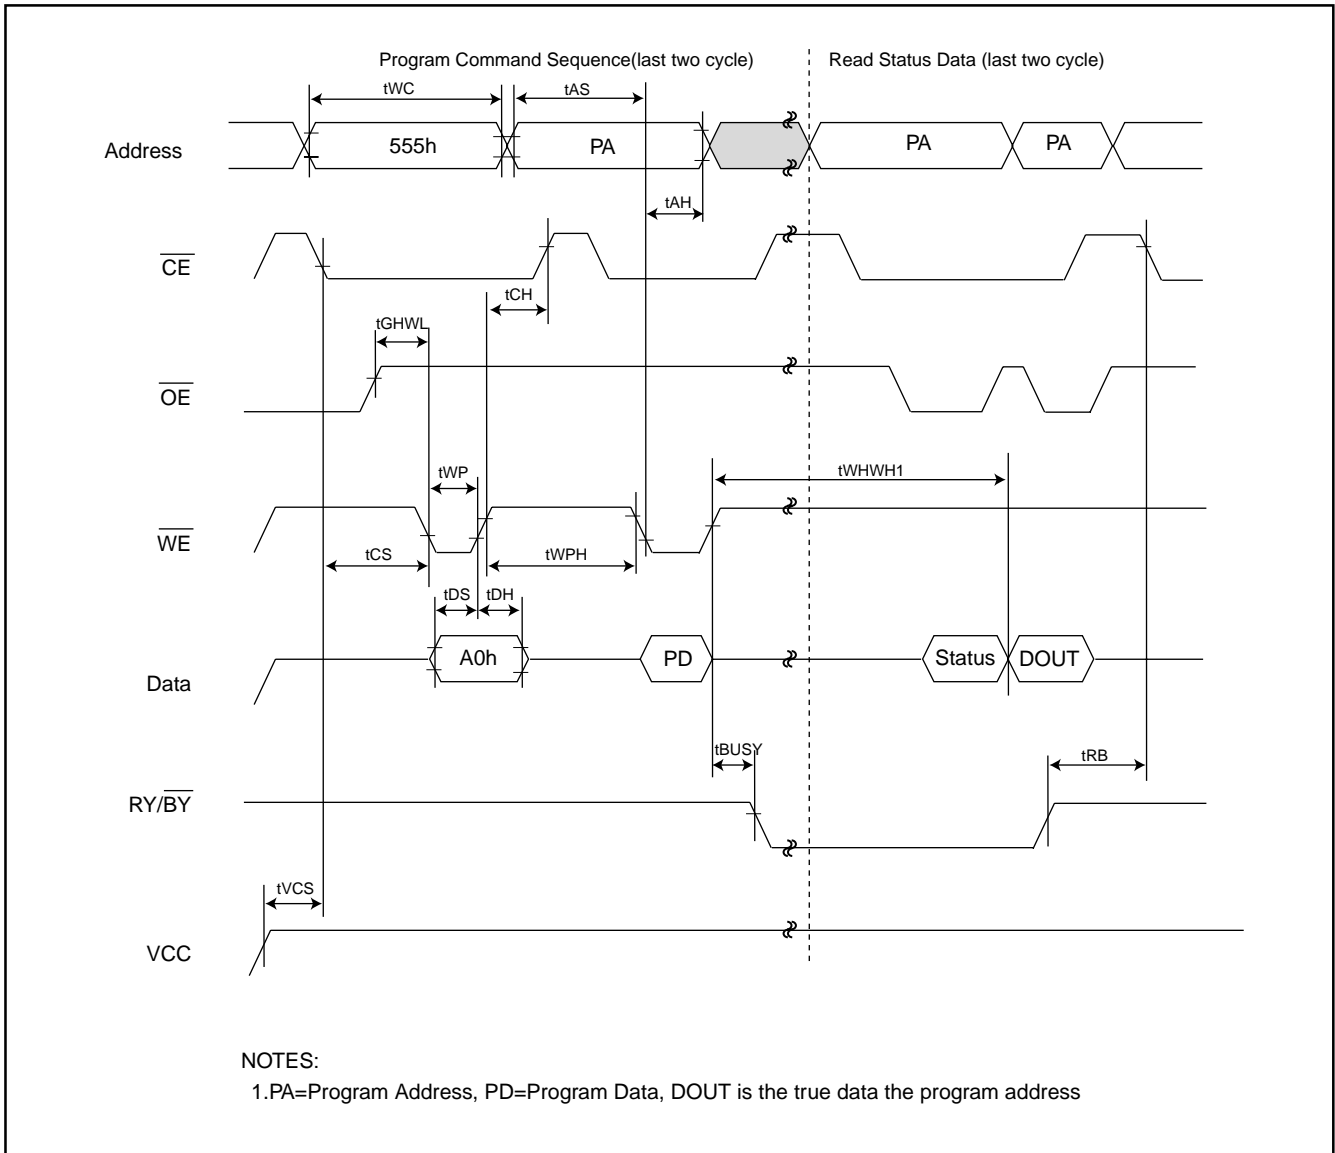 Program Command Sequence(last two cycle)
Read Status Data (last two cycle)
tWC
tAS
Address
555h
PA
PA
PA
tAH
CE
tCH
tGHWL
OE
tWP
tWHWH1
WE
tCS
tWPH
tDS
tDH
Data
A0h
PD
Status
DOUT
tBUSY
tRB
RY/BY
tVCS
VCC
NOTES:
1.PA=Program Address, PD=Program Data, DOUT is the true data the program address